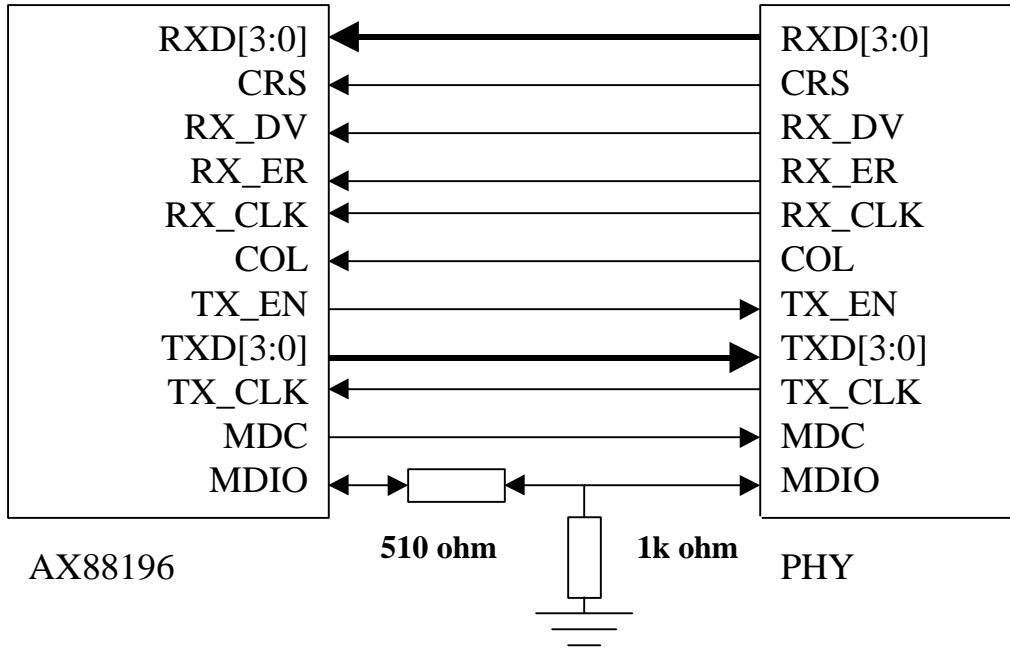 RXD[3:0] RXD[3:0]
CRS CRS
RX_DV RX_DV
RX_ER RX_ER
RX_CLK RX_CLK
COL COL
TX_EN TX_EN
TXD[3:0] TXD[3:0]
TX_CLK TX_CLK
MDC MDC
MDIO MDIO
510 ohm 1k ohm
AX88196 PHY